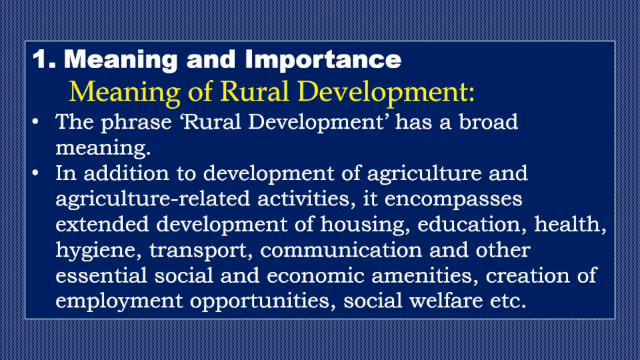 1. Meaning and Importance
Meaning of Rural Development:
• The phrase ‘Rural Development’ has a broad
meaning.
• In addition to development of agriculture and
agriculture-related activities, it encompasses
extended development of housing, education, health,
hygiene, transport, communication and other
essential social and economic amenities, creation of
employment opportunities, social welfare etc.